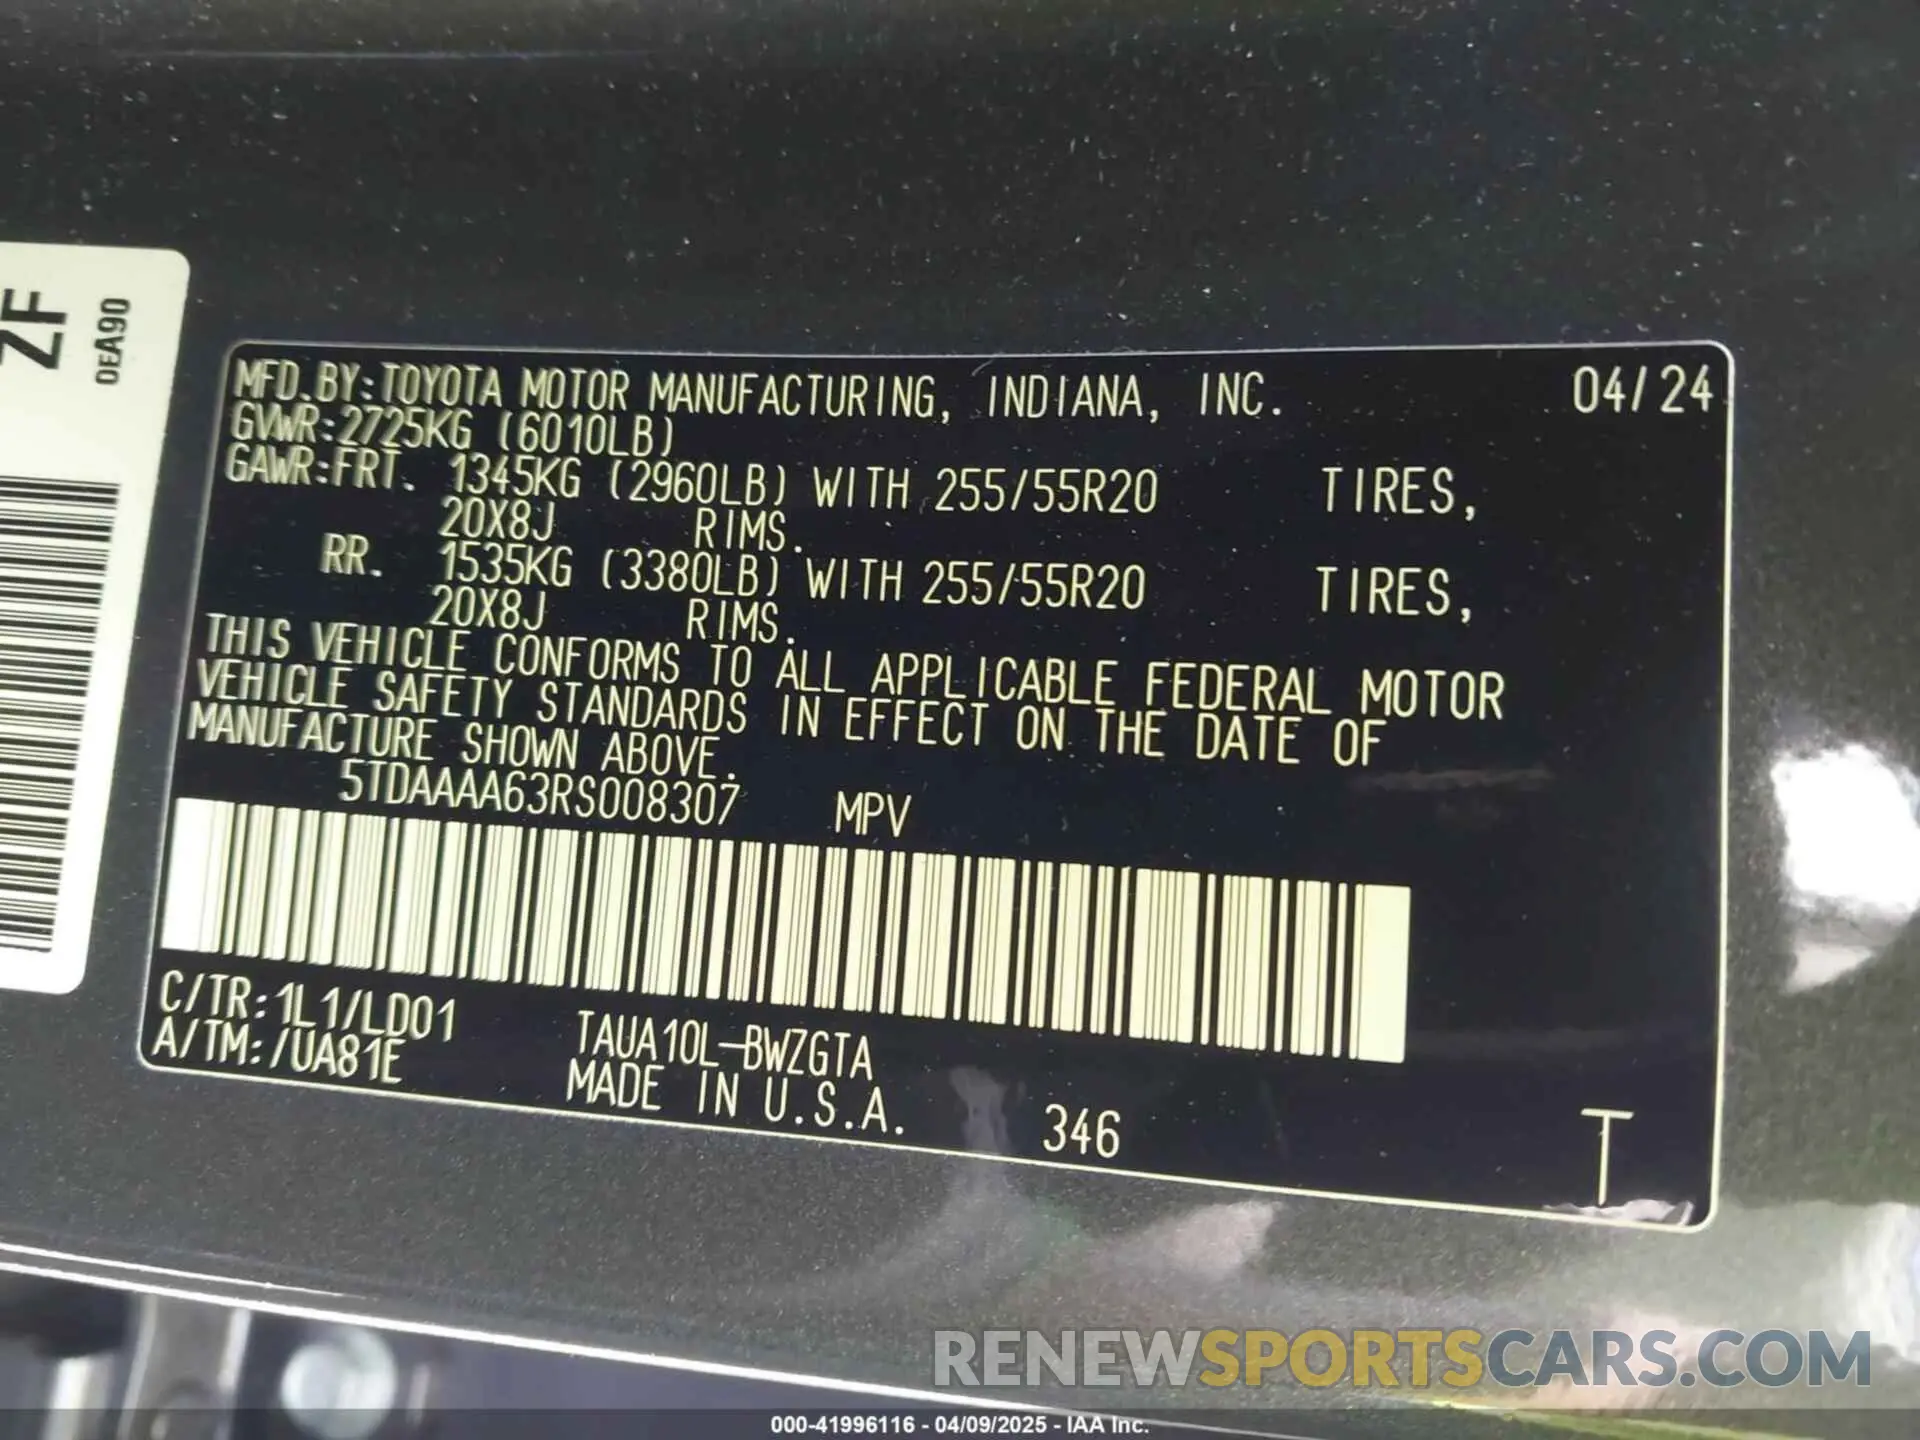 ZF
0EA90
MFD.BY:TOYOTA MOTOR MANUFACTURING, INDIANA, INC. 04/24
GVWR:2725KG (6010LB)
GAWR:FRT. 1345KG (2960LB) WITH 255/55R20 TIRES,
20X8J RIMS.
RR. 1535KG (3380LB) WITH 255/55R20 TIRES,
20X8J RIMS.
THIS VEHICLE CONFORMS TO ALL APPLICABLE FEDERAL MOTOR
VEHICLE SAFETY STANDARDS IN EFFECT ON THE DATE OF
MANUFACTURE SHOWN ABOVE.
5TDAAAA63RS008307 MPV
C/TR:1L1/LD01 TAUA10L-BWZGTA
A/TM:/UA81E MADE IN U.S.A. 346 T
RENEWSPORTSCARS.COM
000-41996116 - 04/09/2025 - IAA Inc.